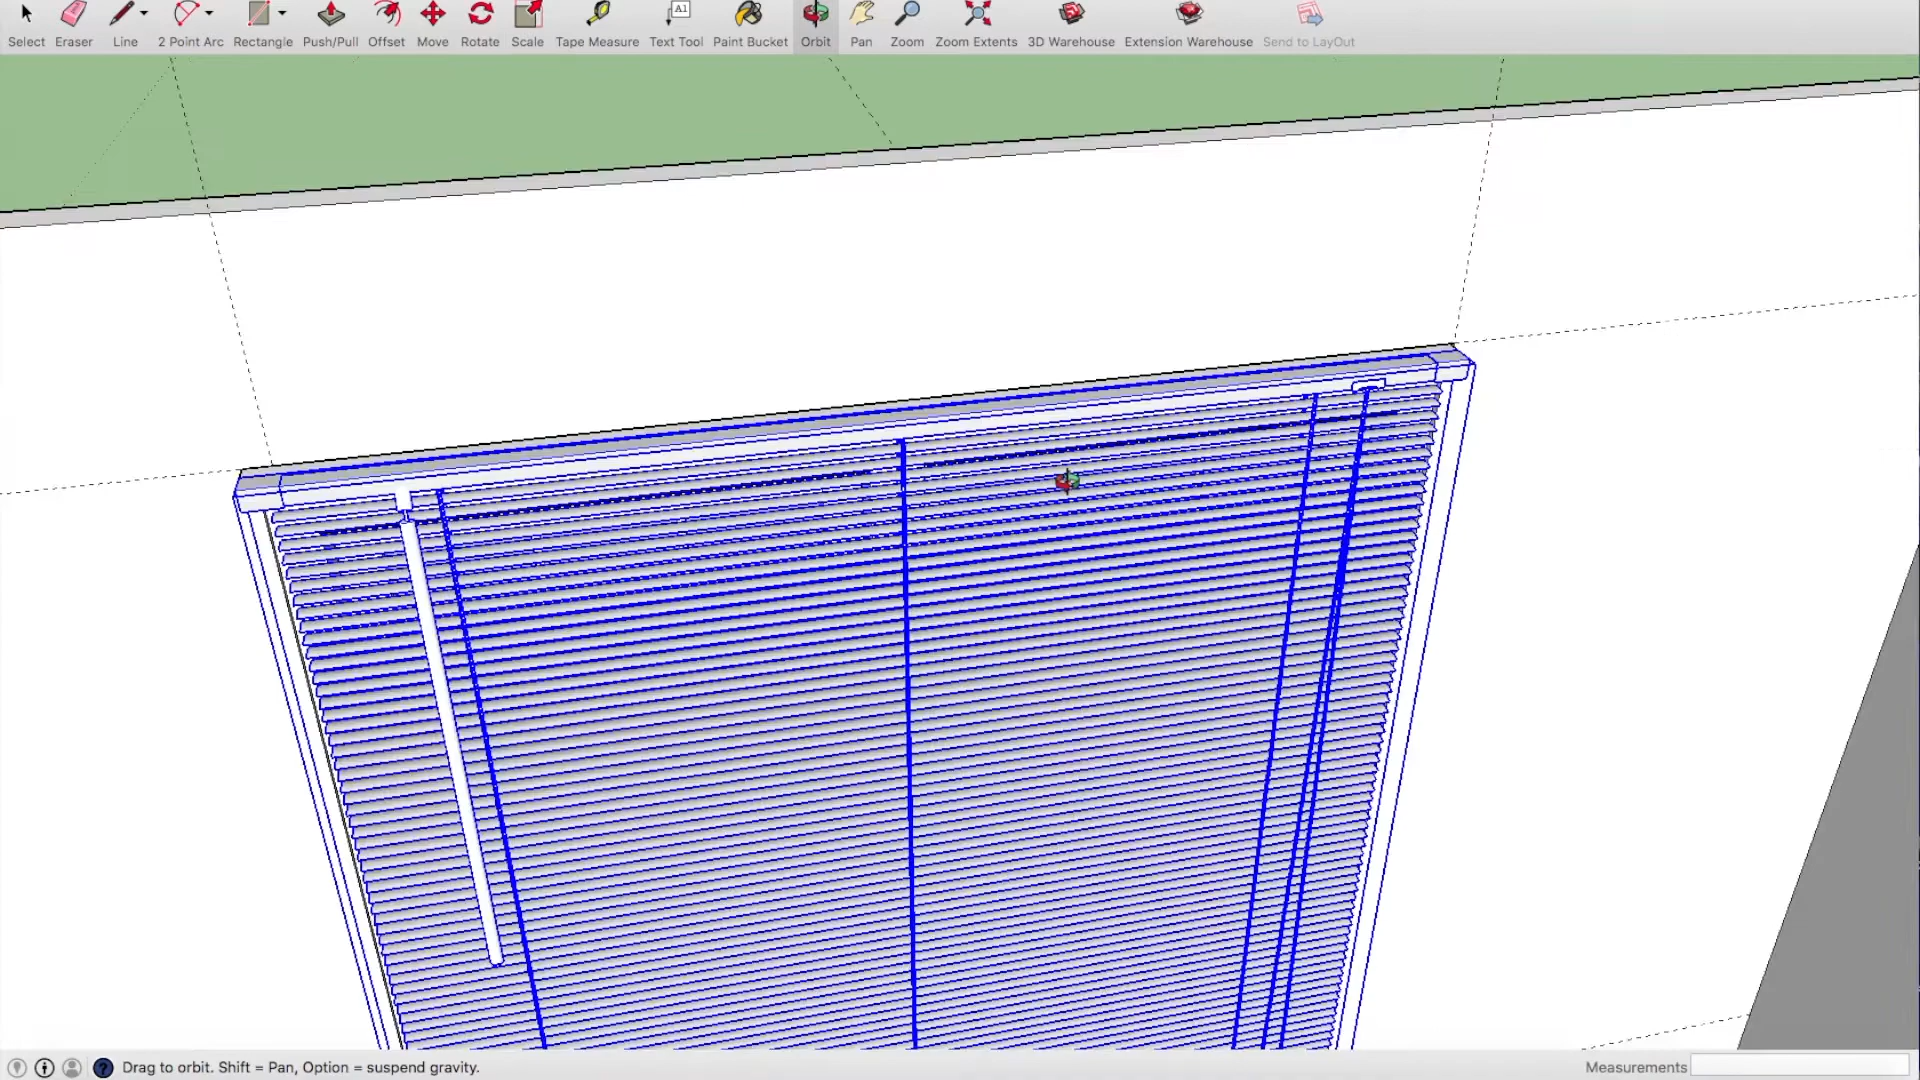 Select Eraser Line 2 Point Arc Rectangle Push/Pull Offset Move Rotate Scale Tape Measure Text Tool Paint Bucket Orbit Pan Zoom Zoom Extents 3D Warehouse Extension Warehouse Send to LayOut
A1
Drag to orbit. Shift = Pan, Option = suspend gravity. Measurements